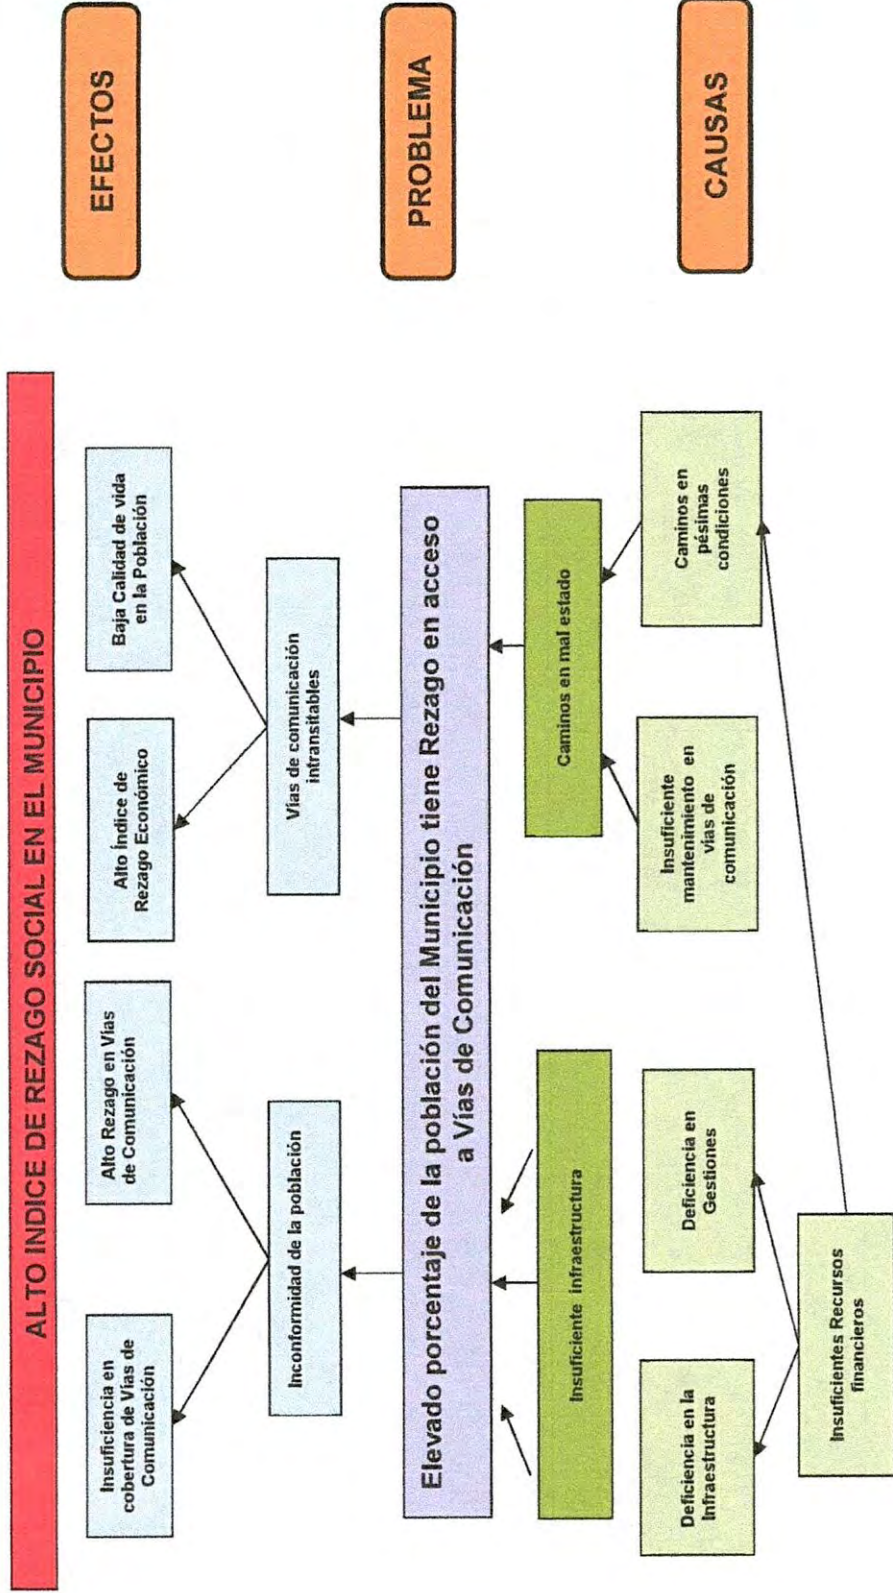 ALTO INDICE DE REZAGO SOCIAL EN EL MUNICIPIO
EFECTOS
Insuficiencia en
cobertura de Vías de
Comunicación
Alto Rezago en Vías
de Comunicación
Alto Índice de
Rezago Económico
Baja Calidad de vida
en la Población
Inconformidad de la población
Vías de comunicación
intransitables
PROBLEMA
Elevado porcentaje de la población del Municipio tiene Rezago en acceso
a Vías de Comunicación
Insuficiente infraestructura
Caminos en mal estado
CAUSAS
Deficiencia en la
Infraestructura
Deficiencia en
Gestiones
Insuficiente
mantenimiento en
vías de
comunicación
Caminos en
pésimas
condiciones
Insuficientes Recursos
financieros